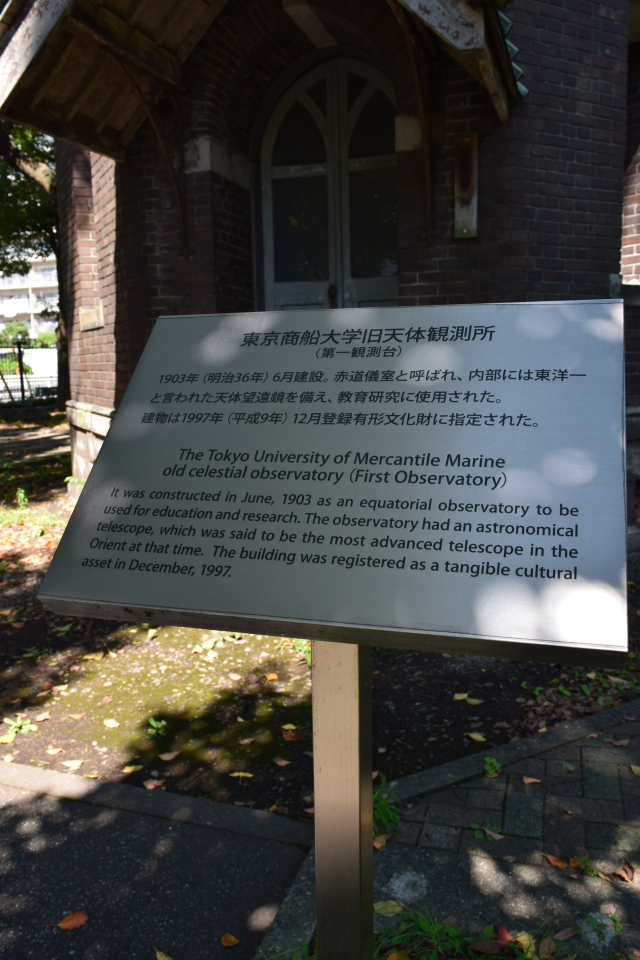 東京商船大学旧天体観測所
（第一観測台）
1903年（明治36年）6月建設。赤道儀室と呼ばれ、内部には東洋一
と言われた天体望遠鏡を備え、教育研究に使用された。
建物は1997年（平成9年）12月登録有形文化財に指定された。
The Tokyo University of Mercantile Marine
old celestial observatory (First Observatory)
It was constructed in June, 1903 as an equatorial observatory to be
used for education and research. The observatory had an astronomical
telescope, which was said to be the most advanced telescope in the
Orient at that time. The building was registered as a tangible cultural
asset in December, 1997.